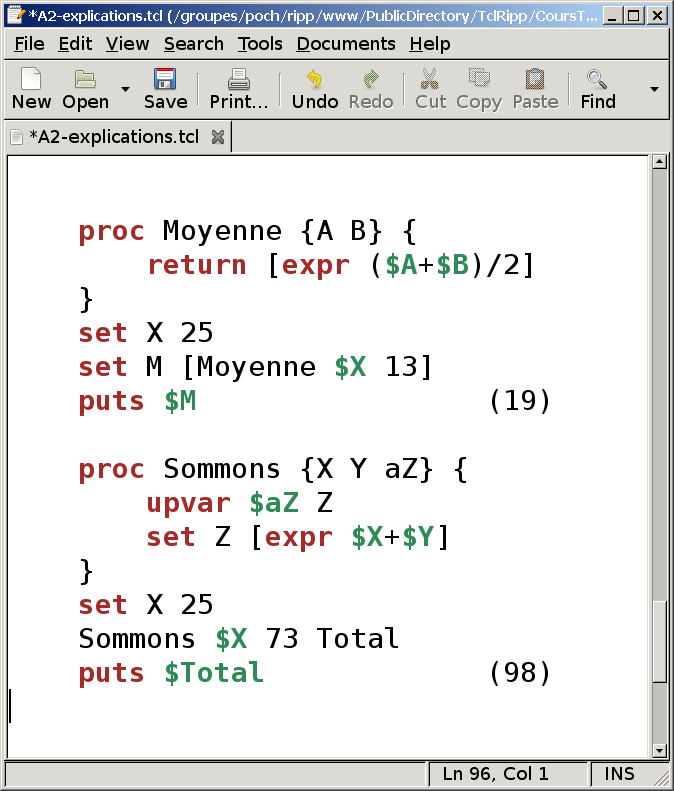 *A2-explications.tcl (/groupes/poch/ripp/www/PublicDirectory/TclRipp/CoursT...
File Edit View Search Tools Documents Help
New Open Save Print... Undo Redo Cut Copy Paste Find
*A2-explications.tcl
proc Moyenne {A B} {
    return [expr ($A+$B)/2]
}
set X 25
set M [Moyenne $X 13]
puts $M (19)
proc Sommons {X Y aZ} {
    upvar $aZ Z
    set Z [expr $X+$Y]
}
set X 25
Sommons $X 73 Total
puts $Total (98)
Ln 96, Col 1 INS